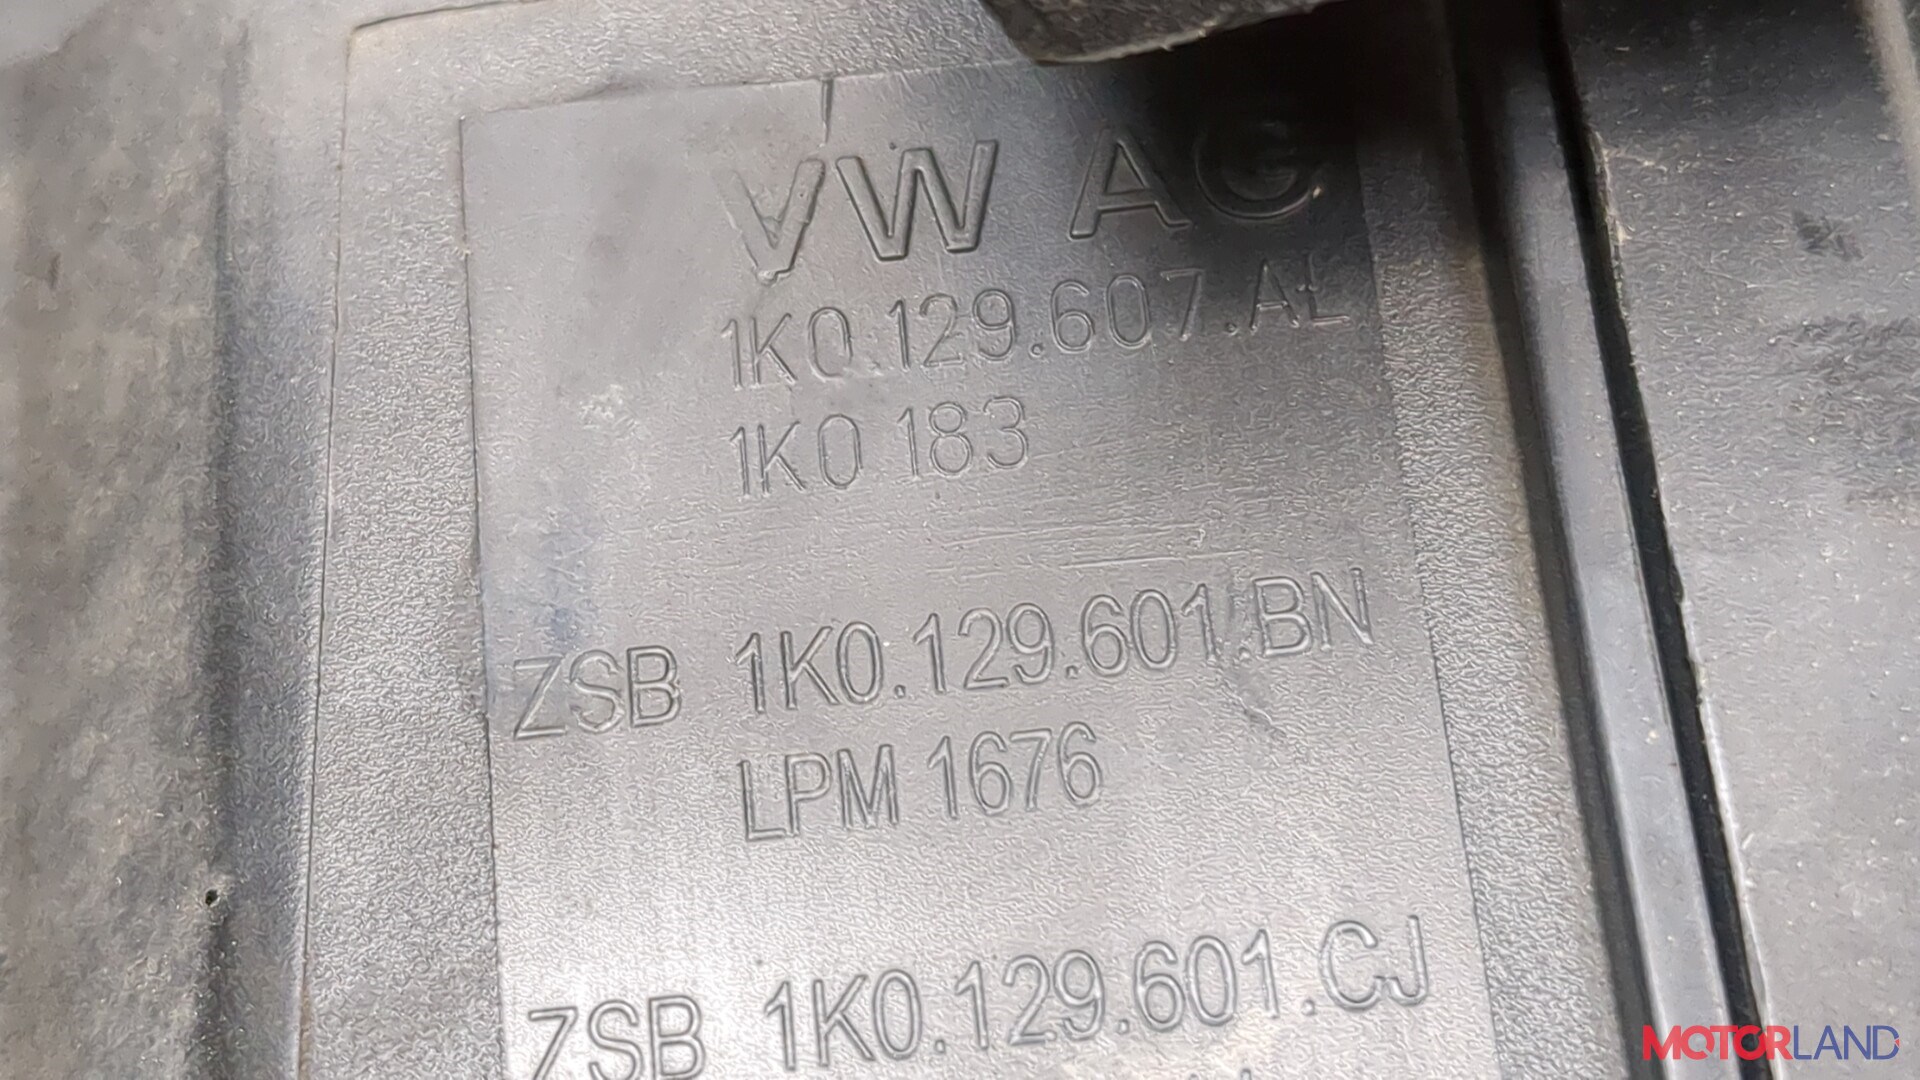 VW AG
1K0.129.607.AL
1K0 183
ZSB 1K0.129.601.BN
LPM 1676
ZSB 1K0.129.601.CJ
MOTORLAND